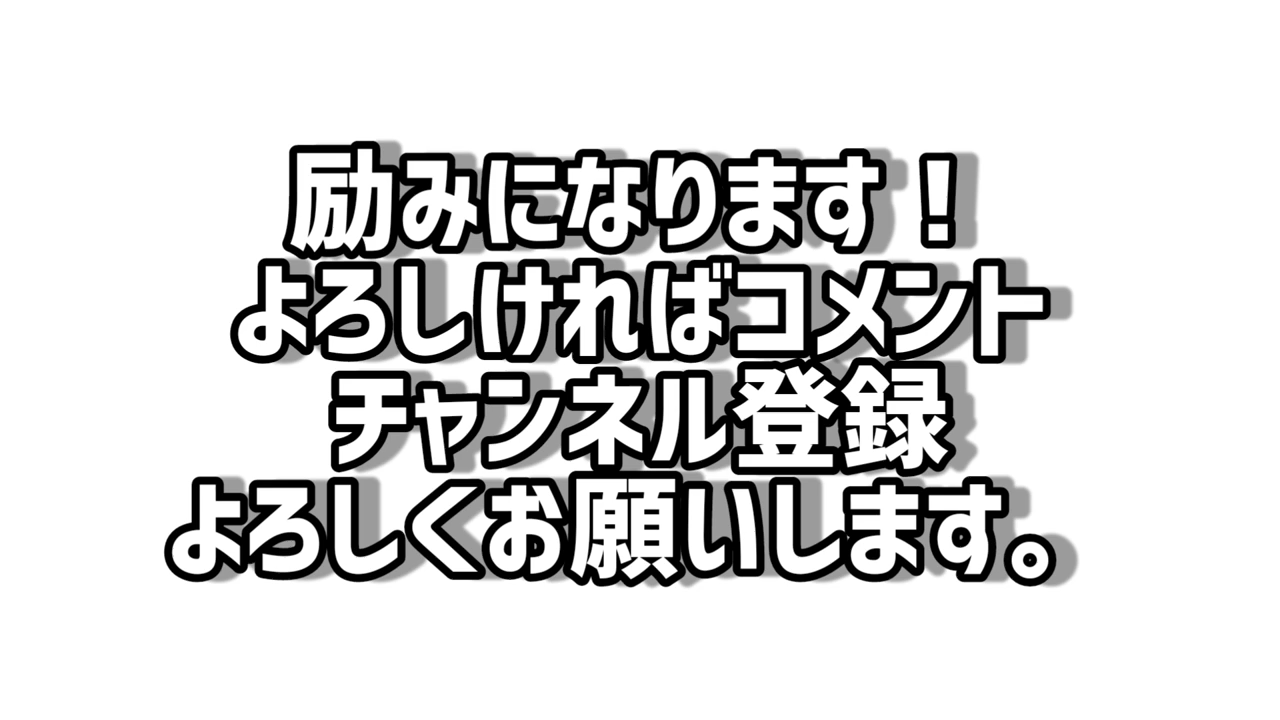 励みになります！
よろしければコメント
チャンネル登録
よろしくお願いします。